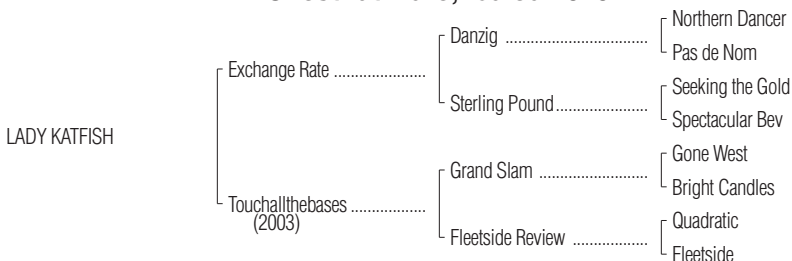 Northern Dancer
Danzig ..........................
Pas de Nom
Exchange Rate ......................
Seeking the Gold
Sterling Pound......................
Spectacular Bev
LADY KATFISH
Gone West
Grand Slam ..........................
Bright Candles
Touchallthebases ..................
(2003)
Quadratic
Fleetside Review ..................
Fleetside